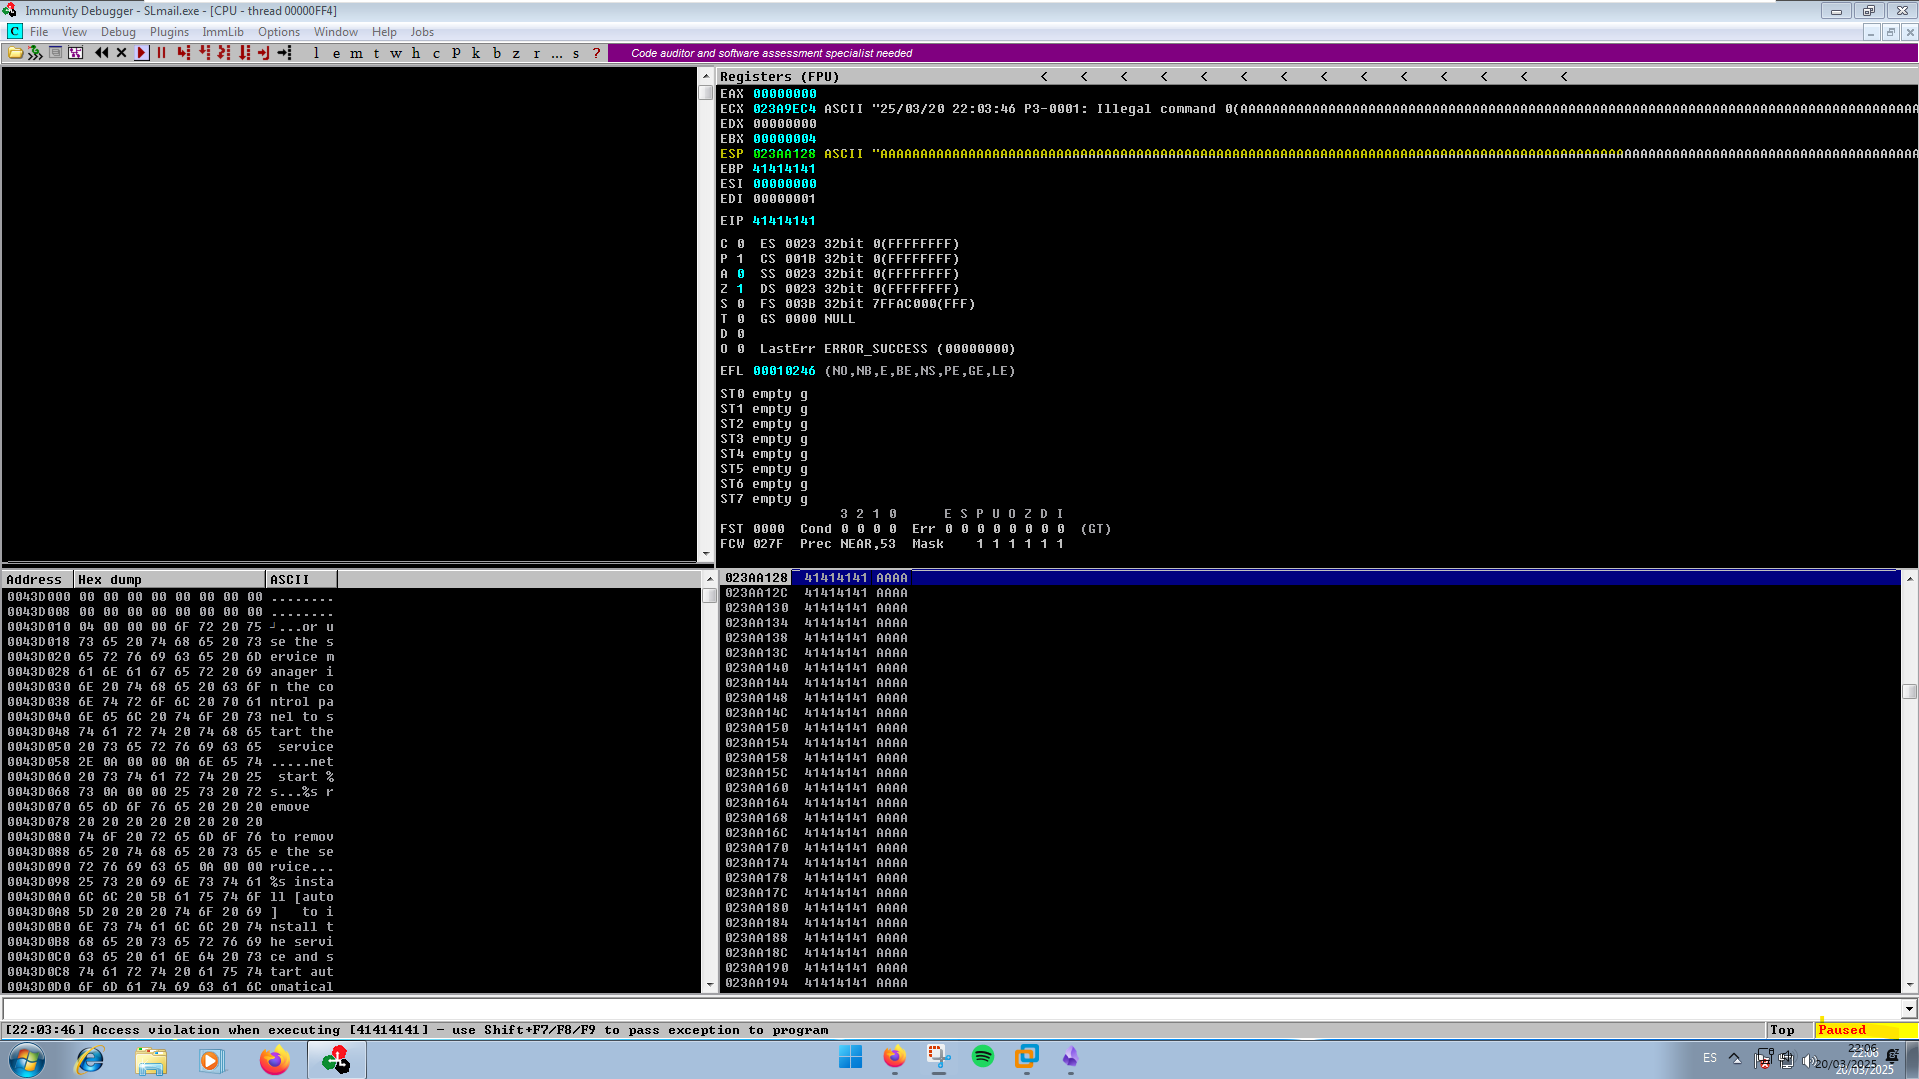 Immunity Debugger - SLmail.exe - [CPU - thread 00000FF4]
C File View Debug Plugins ImmLib Options Window Help Jobs
l e m t w h c P k b z r ... s ? Code auditor and software assessment specialist needed
Registers (FPU) < < < < < < < < < < < < < <
EAX 00000000
ECX 023A9EC4 ASCII "25/03/20 22:03:46 P3-0001: Illegal command 0(AAAAAAAAAAAAAAAAAAAAAAAAAAAAAAAAAAAAAAAAAAAAAAAAAAAAAAAAAAAAAAAAAAAAAAAAAAAAAAAAAAAA
EDX 00000000
EBX 00000004
ESP 023AA128 ASCII "AAAAAAAAAAAAAAAAAAAAAAAAAAAAAAAAAAAAAAAAAAAAAAAAAAAAAAAAAAAAAAAAAAAAAAAAAAAAAAAAAAAAAAAAAAAAAAAAAAAAAAAAAAAAAAAAAAAAAAAAAAAAAAAAA
EBP 41414141
ESI 00000000
EDI 00000001
EIP 41414141
C 0 ES 0023 32bit 0(FFFFFFFF)
P 1 CS 001B 32bit 0(FFFFFFFF)
A 0 SS 0023 32bit 0(FFFFFFFF)
Z 1 DS 0023 32bit 0(FFFFFFFF)
S 0 FS 003B 32bit 7FFAC000(FFF)
T 0 GS 0000 NULL
D 0
O 0 LastErr ERROR_SUCCESS (00000000)
EFL 00010246 (NO,NB,E,BE,NS,PE,GE,LE)
ST0 empty g
ST1 empty g
ST2 empty g
ST3 empty g
ST4 empty g
ST5 empty g
ST6 empty g
ST7 empty g
3 2 1 0 E S P U O Z D I
FST 0000 Cond 0 0 0 0 Err 0 0 0 0 0 0 0 0 (GT)
FCW 027F Prec NEAR,53 Mask 1 1 1 1 1 1
Address Hex dump ASCII
0043D000 00 00 00 00 00 00 00 00 ........
0043D008 00 00 00 00 00 00 00 00 ........
0043D010 04 00 00 00 6F 72 20 75 ┘...or u
0043D018 73 65 20 74 68 65 20 73 se the s
0043D020 65 72 76 69 63 65 20 6D ervice m
0043D028 61 6E 61 67 65 72 20 69 anager i
0043D030 6E 20 74 68 65 20 63 6F n the co
0043D038 6E 74 72 6F 6C 20 70 61 ntrol pa
0043D040 6E 65 6C 20 74 6F 20 73 nel to s
0043D048 74 61 72 74 20 74 68 65 tart the
0043D050 20 73 65 72 76 69 63 65 service
0043D058 2E 0A 00 00 0A 6E 65 74 .....net
0043D060 20 73 74 61 72 74 20 25 start %
0043D068 73 0A 00 00 25 73 20 72 s...%s r
0043D070 65 6D 6F 76 65 20 20 20 emove
0043D078 20 20 20 20 20 20 20 20
0043D080 74 6F 20 72 65 6D 6F 76 to remov
0043D088 65 20 74 68 65 20 73 65 e the se
0043D090 72 76 69 63 65 0A 00 00 rvice...
0043D098 25 73 20 69 6E 73 74 61 %s insta
0043D0A0 6C 6C 20 5B 61 75 74 6F ll [auto
0043D0A8 5D 20 20 20 74 6F 20 69 ] to i
0043D0B0 6E 73 74 61 6C 6C 20 74 nstall t
0043D0B8 68 65 20 73 65 72 76 69 he servi
0043D0C0 63 65 20 61 6E 64 20 73 ce and s
0043D0C8 74 61 72 74 20 61 75 74 tart aut
0043D0D0 6F 6D 61 74 69 63 61 6C omatical
023AA128 41414141 AAAA
023AA12C 41414141 AAAA
023AA130 41414141 AAAA
023AA134 41414141 AAAA
023AA138 41414141 AAAA
023AA13C 41414141 AAAA
023AA140 41414141 AAAA
023AA144 41414141 AAAA
023AA148 41414141 AAAA
023AA14C 41414141 AAAA
023AA150 41414141 AAAA
023AA154 41414141 AAAA
023AA158 41414141 AAAA
023AA15C 41414141 AAAA
023AA160 41414141 AAAA
023AA164 41414141 AAAA
023AA168 41414141 AAAA
023AA16C 41414141 AAAA
023AA170 41414141 AAAA
023AA174 41414141 AAAA
023AA178 41414141 AAAA
023AA17C 41414141 AAAA
023AA180 41414141 AAAA
023AA184 41414141 AAAA
023AA188 41414141 AAAA
023AA18C 41414141 AAAA
023AA190 41414141 AAAA
023AA194 41414141 AAAA
[22:03:46] Access violation when executing [41414141] - use Shift+F7/F8/F9 to pass exception to program Top Paused
ES 22:06
20/03/2025